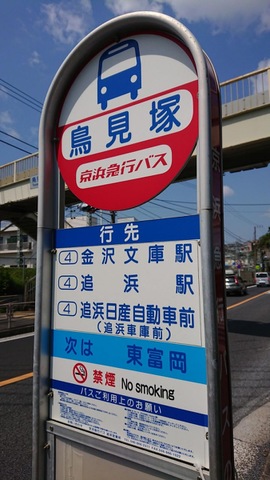 鳥見塚
京浜急行バス
行先
④ 金沢文庫駅
④ 追浜駅
④ 追浜日産自動車前
(追浜車庫前)
次は 東富岡
禁煙 No smoking
バスご利用上のお願い